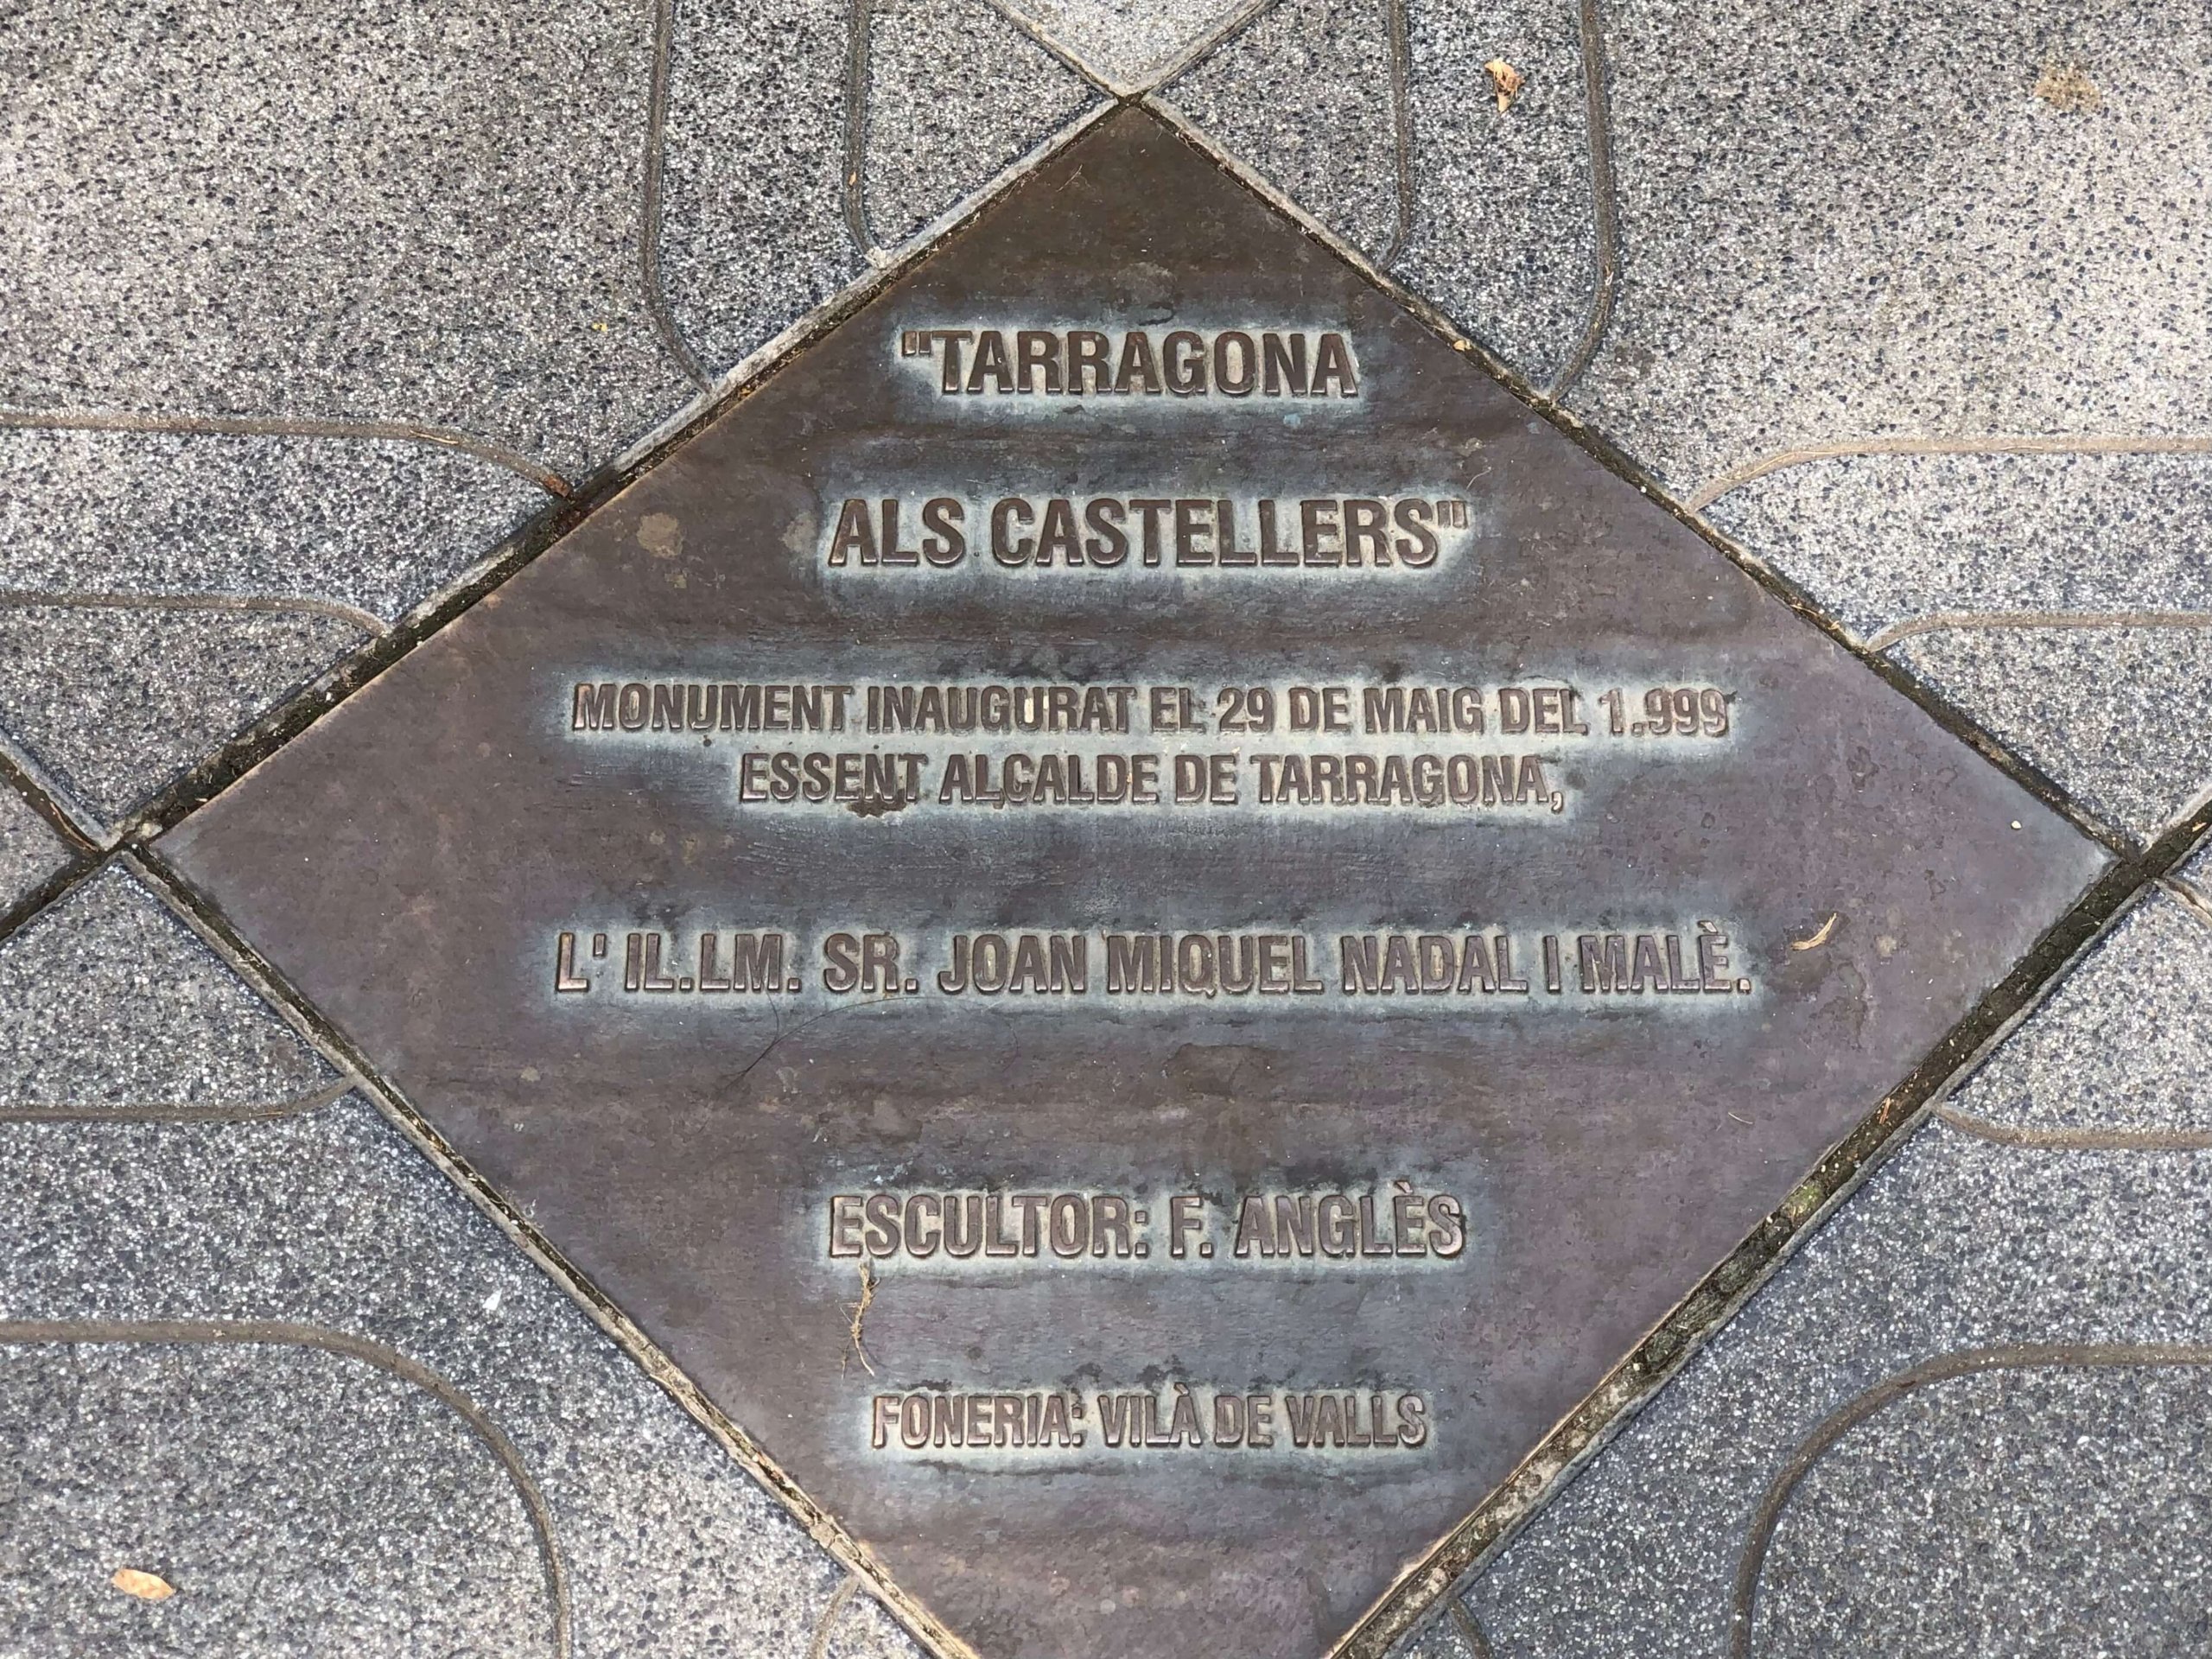 "TARRAGONA
ALS CASTELLERS"
MONUMENT INAUGURAT EL 29 DE MAIG DEL 1.999
ESSENT ALCALDE DE TARRAGONA,
L' IL.LM. SR. JOAN MIQUEL NADAL I MALÈ.
ESCULTOR: F. ANGLÈS
FONERIA: VILÀ DE VALLS